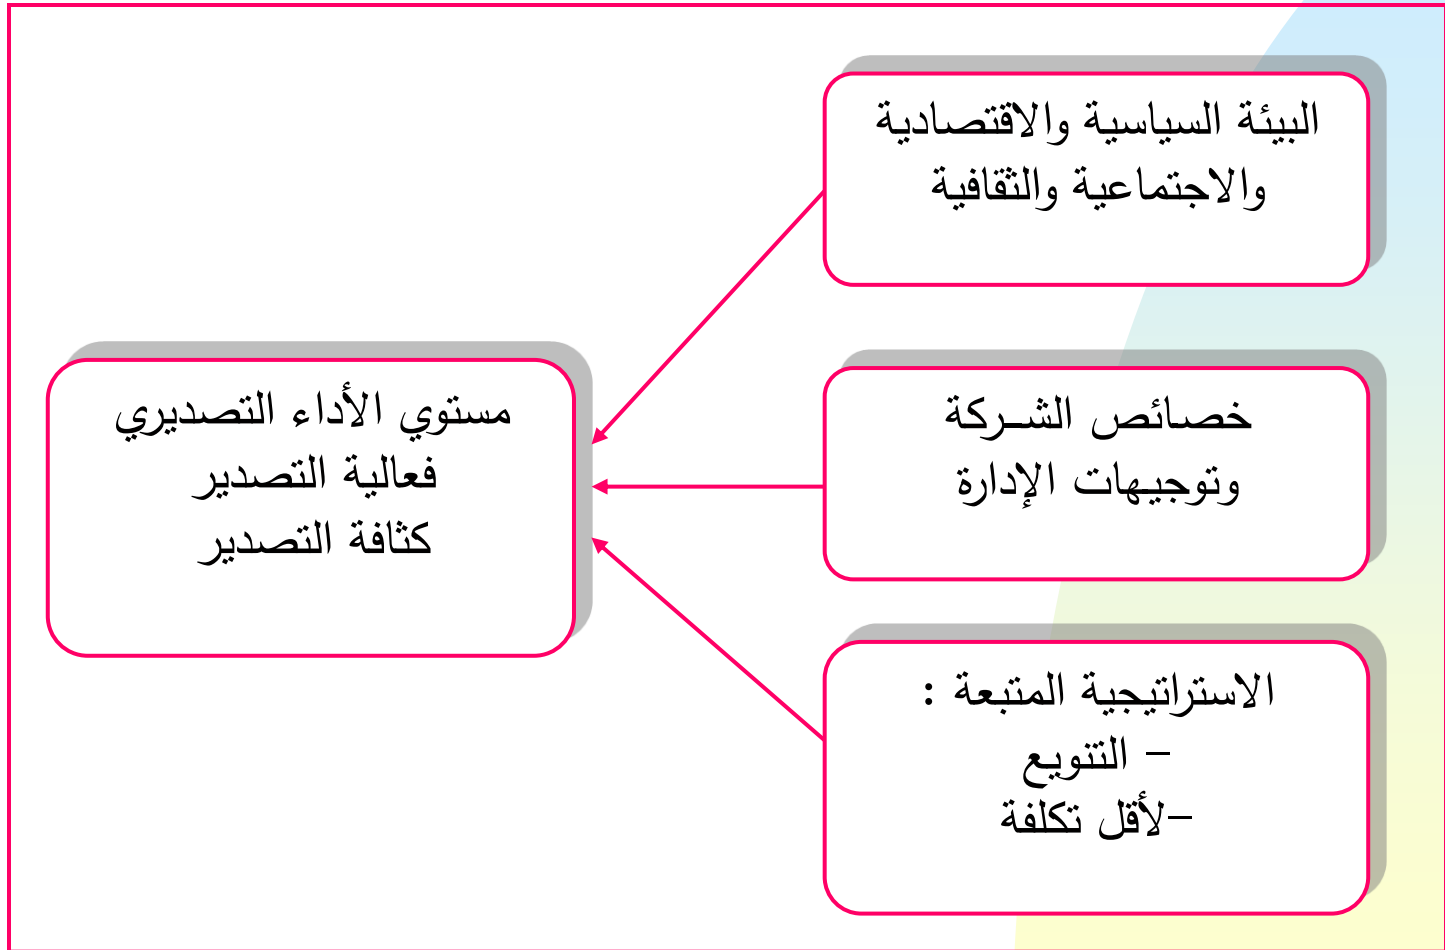 البيئة السياسية والاقتصادية
والاجتماعية والثقافية
خصائص الشـركة
وتوجيهات الإدارة
الاستراتيجية المتبعة :
– التنويع
–لأقل تكلفة
مستوي الأداء التصديري
فعالية التصدير
كثافة التصدير